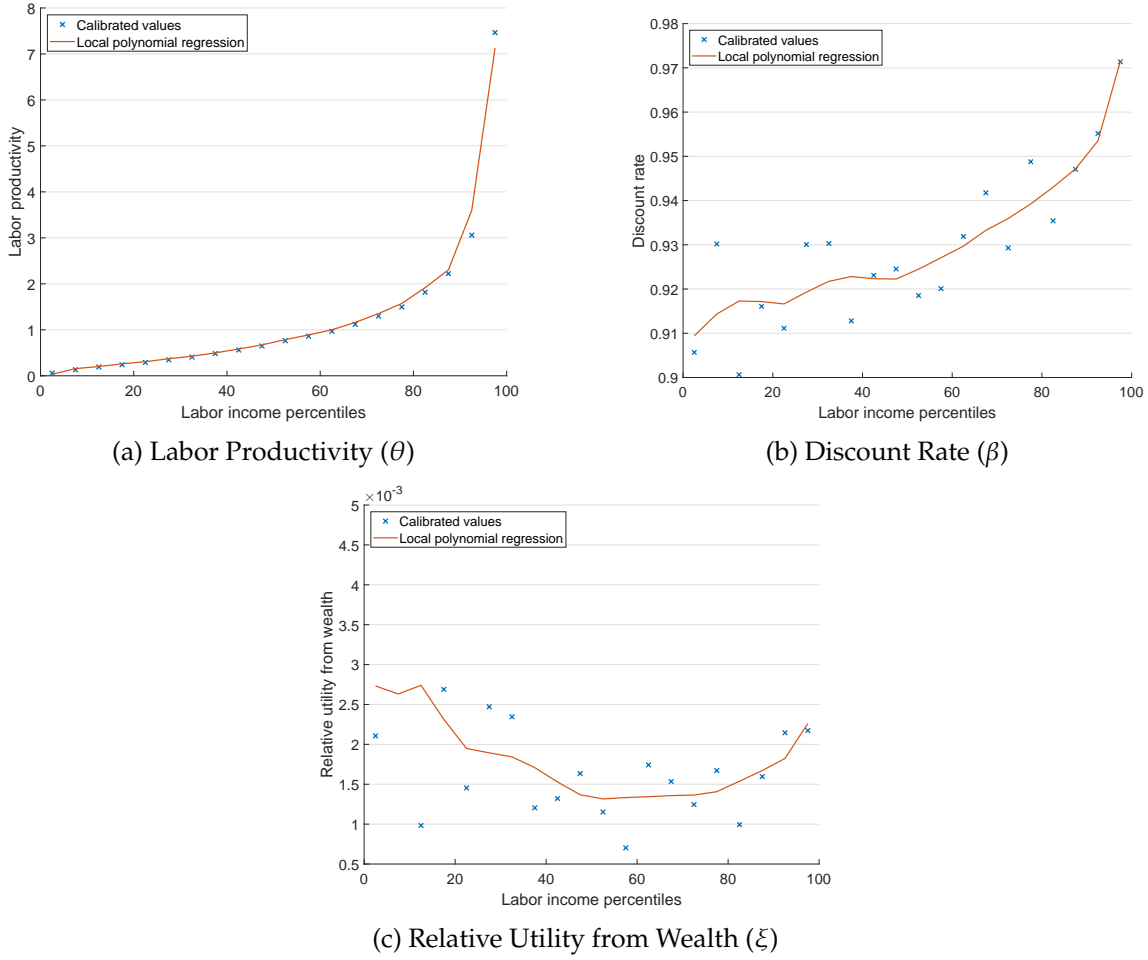 Calibrated values
Local polynomial regression
8
7
6
5
4
3
2
1
0
Labor productivity
0 20 40 60 80 100
Labor income percentiles
(a) Labor Productivity (θ)
0.98
Calibrated values
Local polynomial regression
0.97
0.96
0.95
0.94
0.93
0.92
0.91
0.9
Discount rate
0 20 40 60 80 100
Labor income percentiles
(b) Discount Rate (β)
×10⁻³
5
Calibrated values
Local polynomial regression
4.5
4
3.5
3
2.5
2
1.5
1
0.5
Relative utility from wealth
0 20 40 60 80 100
Labor income percentiles
(c) Relative Utility from Wealth (ξ)